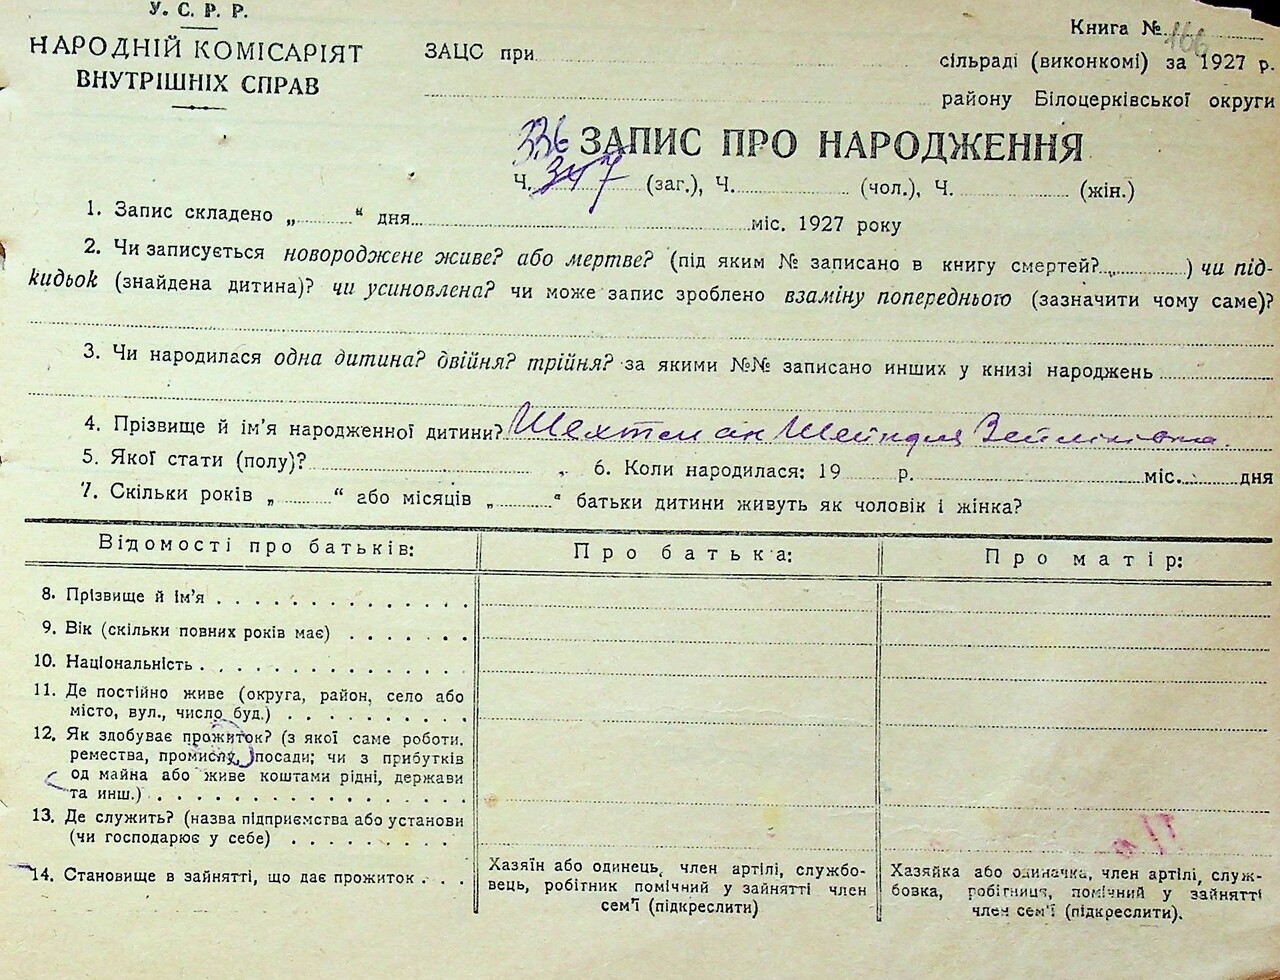 У. С. Р. Р.
НАРОДНІЙ КОМІСАРІЯТ
ВНУТРІШНІХ СПРАВ
Книга № 166
ЗАЦС при
сільраді (виконкомі) за 1927 р.
району Білоцерківської округи
336
ЗАПИС ПРО НАРОДЖЕННЯ
Ч. 347 (заг.), Ч. (чол.), Ч. (жін.)
1. Запис складено „ “ дня міс. 1927 року
2. Чи записується новороджене живе? або мертве? (під яким № записано в книгу смертей? ) чи під-
кидьок (знайдена дитина)? чи усиновлена? чи може запис зроблено взаміну попереднього (зазначити чому саме)?
3. Чи народилася одна дитина? двійня? трійня? за якими №№ записано инших у книзі народжень
4. Прізвище й ім’я народженної дитини? Шехтман Шейндля Зейликівна.
5. Якої стати (полу)? 6. Коли народилася: 19 р. міс. дня
7. Скільки років „ “ або місяців „ “ батьки дитини живуть як чоловік і жінка?
Відомості про батьків: Про батька: Про матір:
8. Прізвище й ім’я
9. Вік (скільки повних років має)
10. Національність
11. Де постійно живе (округа, район, село або
місто, вул., число буд.)
12. Як здобуває прожиток? (з якої саме роботи,
ремества, промислу, посади; чи з прибутків
од майна або живе коштами рідні, держави
та инш.)
13. Де служить? (назва підприємства або установи
(чи господарює у себе)
14. Становище в зайнятті, що дає прожиток
Хазяїн або одинець, член артілі, службо-
вець, робітник помічний у зайнятті член
сем’ї (підкреслити)
Хазяйка або одиначка, член артілі, служ-
бовка, робітниця, помічний у зайнятті
член сем’ї (підкреслити).